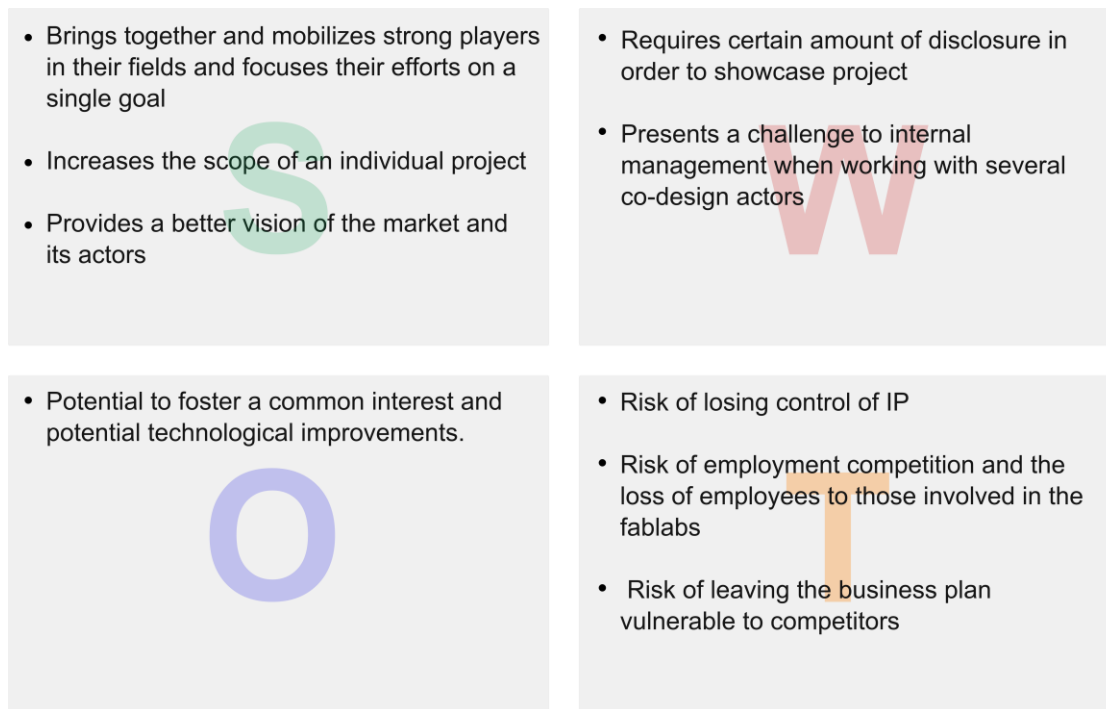 • Brings together and mobilizes strong players
in their fields and focuses their efforts on a
single goal
• Increases the scope of an individual project
• Provides a better vision of the market and
its actors
S
• Requires certain amount of disclosure in
order to showcase project
• Presents a challenge to internal
management when working with several
co-design actors
W
• Potential to foster a common interest and
potential technological improvements.
O
• Risk of losing control of IP
• Risk of employment competition and the
loss of employees to those involved in the
fablabs
• Risk of leaving the business plan
vulnerable to competitors
T